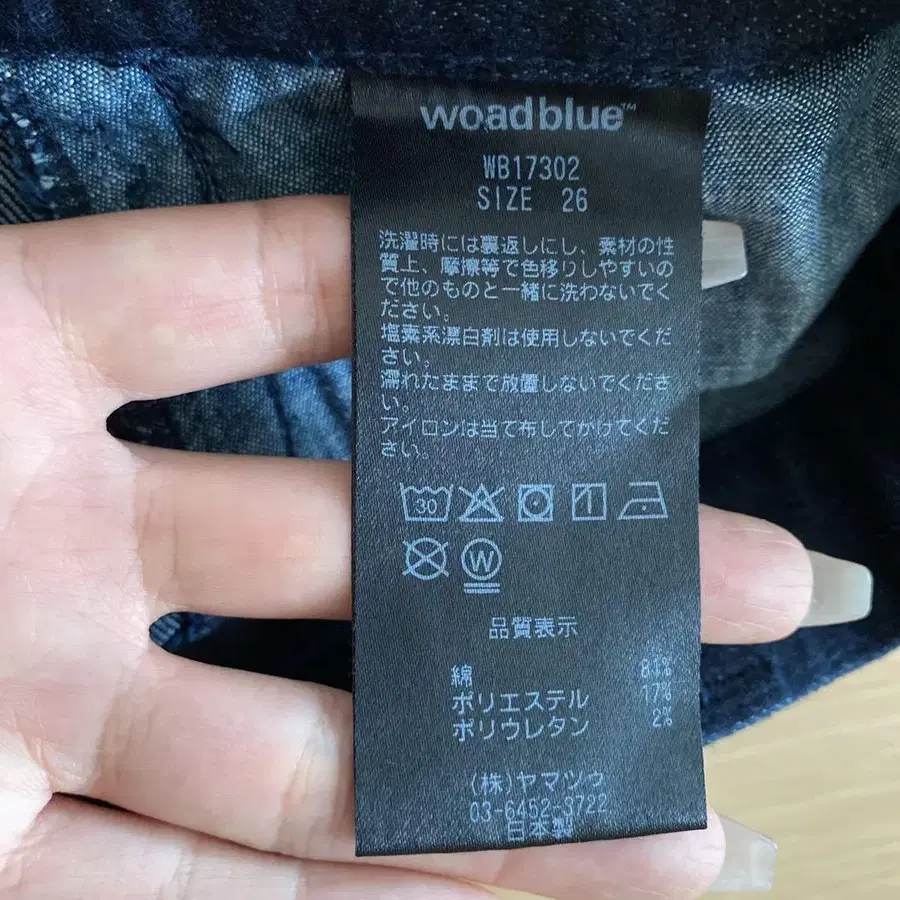 woadblue™
WB17302
SIZE 26
洗濯時には裏返しにし、素材の性
質上、摩擦等で色移りしやすいの
で他のものと一緒に洗わないでく
ださい。
塩素系漂白剤は使用しないでくだ
さい。
濡れたままで放置しないでくださ
い。
アイロンは当て布してかけてくだ
さい。
30
W
品質表示
綿 81%
ポリエステル 17%
ポリウレタン 2%
(株)ヤマツゥ
03-6452-3722
日本製